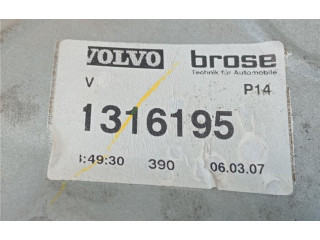 VOLVO brose
Technik für Automobile
V P14
1316195
:49:30 390 06.03.07